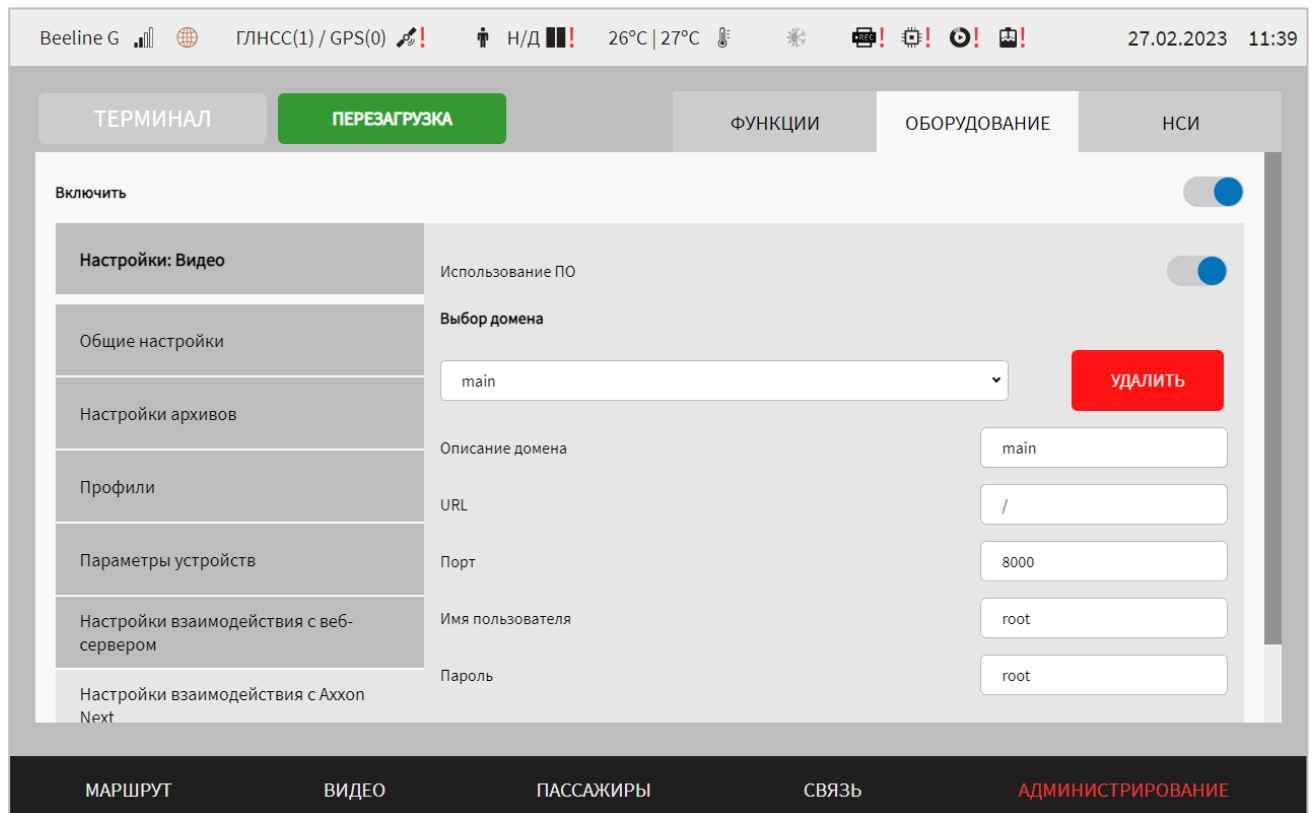 Beeline G ГЛНСС(1) / GPS(0) ! Н/Д ! 26°C | 27°C REC ! ! ! ! 27.02.2023 11:39
ТЕРМИНАЛ ПЕРЕЗАГРУЗКА ФУНКЦИИ ОБОРУДОВАНИЕ НСИ
Включить
Настройки: Видео
Общие настройки
Настройки архивов
Профили
Параметры устройств
Настройки взаимодействия с веб-
сервером
Настройки взаимодействия с Axxon
Next
Использование ПО
Выбор домена
main УДАЛИТЬ
Описание домена main
URL /
Порт 8000
Имя пользователя root
Пароль root
МАРШРУТ ВИДЕО ПАССАЖИРЫ СВЯЗЬ АДМИНИСТРИРОВАНИЕ